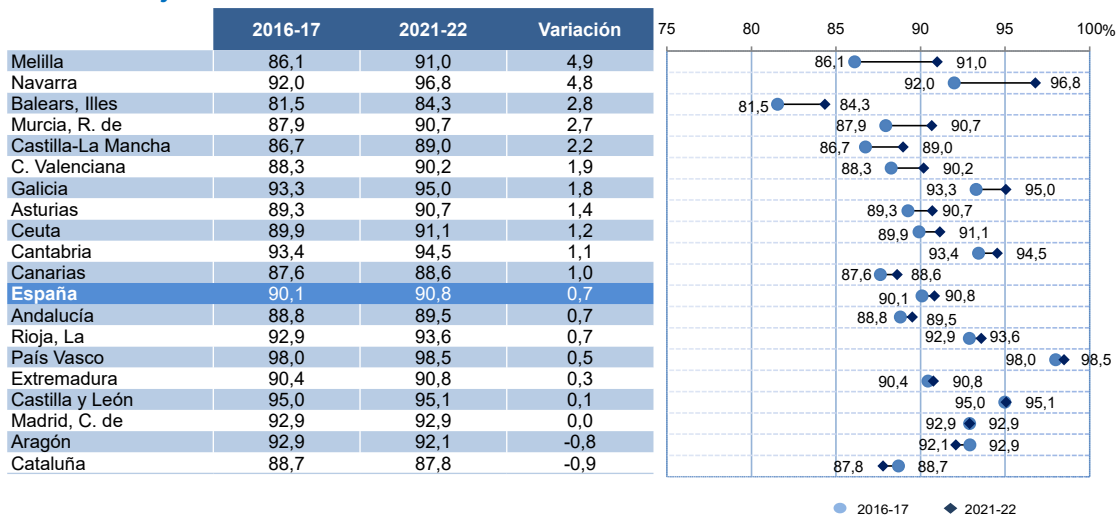 2016-17 2021-22 Variación
Melilla 86,1 91,0 4,9
Navarra 92,0 96,8 4,8
Balears, Illes 81,5 84,3 2,8
Murcia, R. de 87,9 90,7 2,7
Castilla-La Mancha 86,7 89,0 2,2
C. Valenciana 88,3 90,2 1,9
Galicia 93,3 95,0 1,8
Asturias 89,3 90,7 1,4
Ceuta 89,9 91,1 1,2
Cantabria 93,4 94,5 1,1
Canarias 87,6 88,6 1,0
España 90,1 90,8 0,7
Andalucía 88,8 89,5 0,7
Rioja, La 92,9 93,6 0,7
País Vasco 98,0 98,5 0,5
Extremadura 90,4 90,8 0,3
Castilla y León 95,0 95,1 0,1
Madrid, C. de 92,9 92,9 0,0
Aragón 92,9 92,1 -0,8
Cataluña 88,7 87,8 -0,9
75 80 85 90 95 100%
86,1 91,0
92,0 96,8
81,5 84,3
87,9 90,7
86,7 89,0
88,3 90,2
93,3 95,0
89,3 90,7
89,9 91,1
93,4 94,5
87,6 88,6
90,1 90,8
88,8 89,5
92,9 93,6
98,0 98,5
90,4 90,8
95,0 95,1
92,9 92,9
92,1 92,9
87,8 88,7
2016-17 2021-22